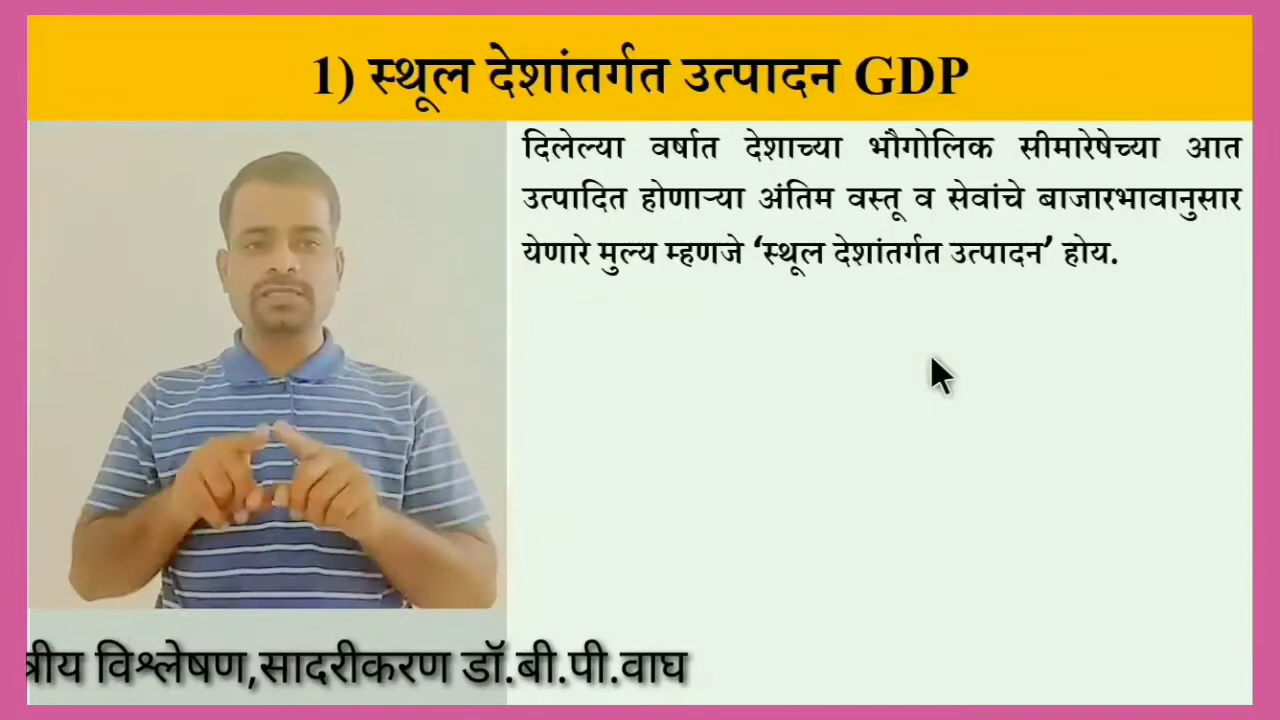 1) स्थूल देशांतर्गत उत्पादन GDP
दिलेल्या वर्षात देशाच्या भौगोलिक सीमारेषेच्या आत
उत्पादित होणाऱ्या अंतिम वस्तू व सेवांचे बाजारभावानुसार
येणारे मुल्य म्हणजे ‘स्थूल देशांतर्गत उत्पादन’ होय.
विश्लेषण,सादरीकरण डॉ.बी.पी.वाघ